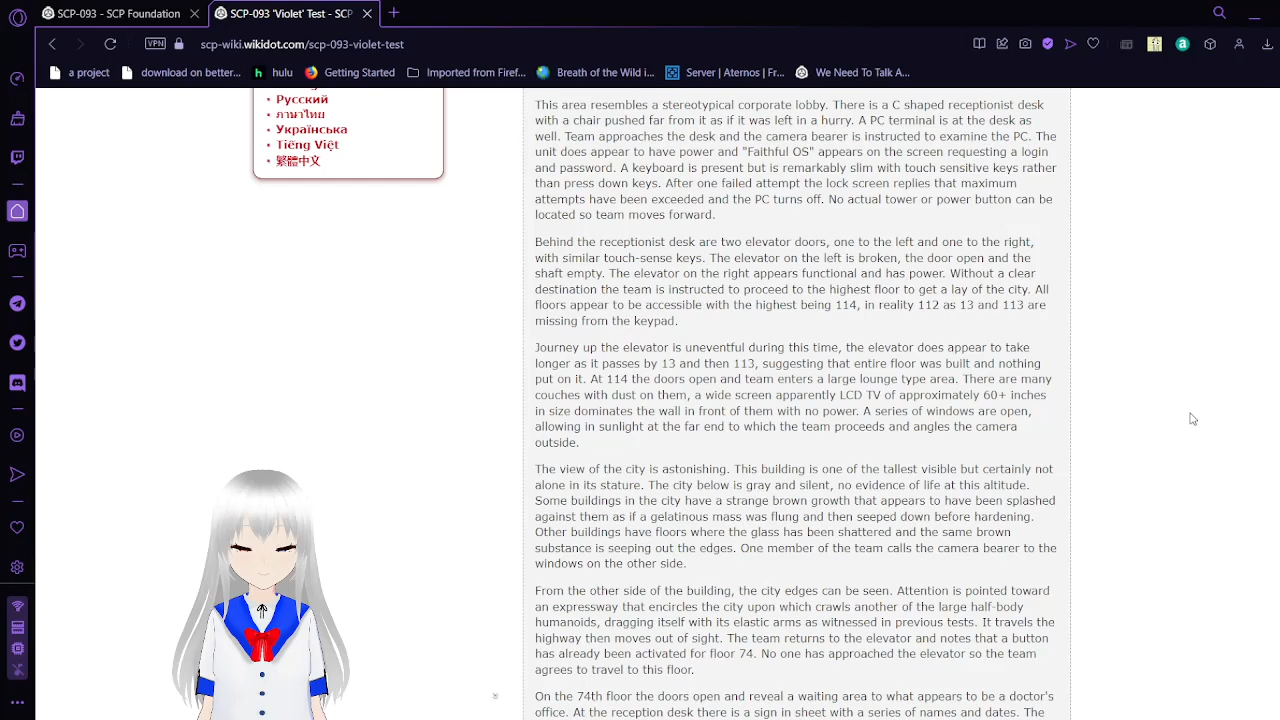 SCP-093 - SCP Foundation
SCP-093 'Violet' Test - SCP
VPN
scp-wiki.wikidot.com/scp-093-violet-test
a project
download on better...
hulu
Getting Started
Imported from Firef...
Breath of the Wild i...
Server | Aternos | Fr...
We Need To Talk A...
Русский
ภาษาไทย
Українська
Tiếng Việt
繁體中文
This area resembles a stereotypical corporate lobby. There is a C shaped receptionist desk
with a chair pushed far from it as if it was left in a hurry. A PC terminal is at the desk as
well. Team approaches the desk and the camera bearer is instructed to examine the PC. The
unit does appear to have power and "Faithful OS" appears on the screen requesting a login
and password. A keyboard is present but is remarkably slim with touch sensitive keys rather
than press down keys. After one failed attempt the lock screen replies that maximum
attempts have been exceeded and the PC turns off. No actual tower or power button can be
located so team moves forward.
Behind the receptionist desk are two elevator doors, one to the left and one to the right,
with similar touch-sense keys. The elevator on the left is broken, the door open and the
shaft empty. The elevator on the right appears functional and has power. Without a clear
destination the team is instructed to proceed to the highest floor to get a lay of the city. All
floors appear to be accessible with the highest being 114, in reality 112 as 13 and 113 are
missing from the keypad.
Journey up the elevator is uneventful during this time, the elevator does appear to take
longer as it passes by 13 and then 113, suggesting that entire floor was built and nothing
put on it. At 114 the doors open and team enters a large lounge type area. There are many
couches with dust on them, a wide screen apparently LCD TV of approximately 60+ inches
in size dominates the wall in front of them with no power. A series of windows are open,
allowing in sunlight at the far end to which the team proceeds and angles the camera
outside.
The view of the city is astonishing. This building is one of the tallest visible but certainly not
alone in its stature. The city below is gray and silent, no evidence of life at this altitude.
Some buildings in the city have a strange brown growth that appears to have been splashed
against them as if a gelatinous mass was flung and then seeped down before hardening.
Other buildings have floors where the glass has been shattered and the same brown
substance is seeping out the edges. One member of the team calls the camera bearer to the
windows on the other side.
From the other side of the building, the city edges can be seen. Attention is pointed toward
an expressway that encircles the city upon which crawls another of the large half-body
humanoids, dragging itself with its elastic arms as witnessed in previous tests. It travels the
highway then moves out of sight. The team returns to the elevator and notes that a button
has already been activated for floor 74. No one has approached the elevator so the team
agrees to travel to this floor.
On the 74th floor the doors open and reveal a waiting area to what appears to be a doctor's
office. At the reception desk there is a sign in sheet with a series of names and dates. The